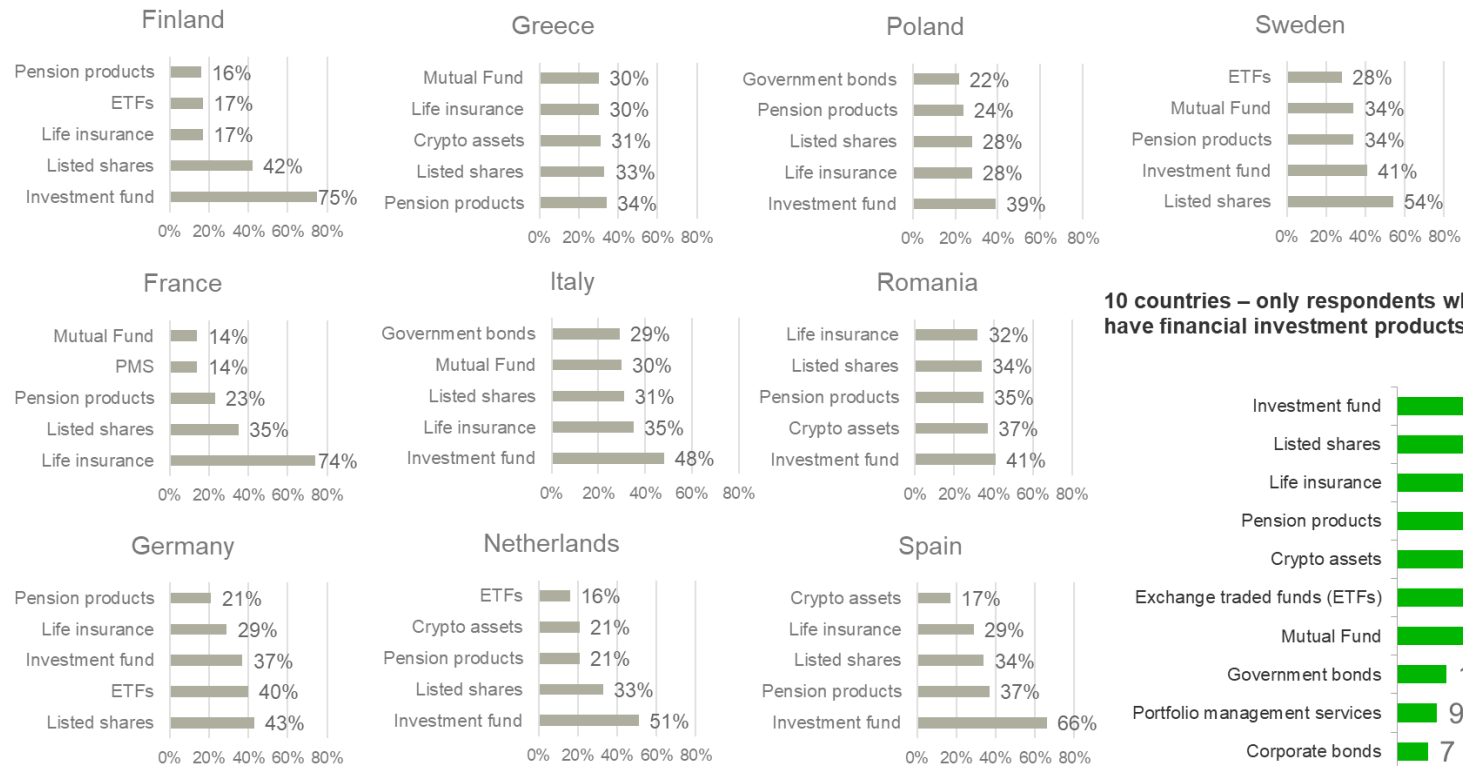 Finland
Pension products 16%
ETFs 17%
Life insurance 17%
Listed shares 42%
Investment fund 75%
0% 20% 40% 60% 80%
Greece
Mutual Fund 30%
Life insurance 30%
Crypto assets 31%
Listed shares 33%
Pension products 34%
0% 20% 40% 60% 80%
Poland
Government bonds 22%
Pension products 24%
Listed shares 28%
Life insurance 28%
Investment fund 39%
0% 20% 40% 60% 80%
Sweden
ETFs 28%
Mutual Fund 34%
Pension products 34%
Investment fund 41%
Listed shares 54%
0% 20% 40% 60% 80%
France
Mutual Fund 14%
PMS 14%
Pension products 23%
Listed shares 35%
Life insurance 74%
0% 20% 40% 60% 80%
Italy
Government bonds 29%
Mutual Fund 30%
Listed shares 31%
Life insurance 35%
Investment fund 48%
0% 20% 40% 60% 80%
Romania
Life insurance 32%
Listed shares 34%
Pension products 35%
Crypto assets 37%
Investment fund 41%
0% 20% 40% 60% 80%
10 countries – only respondents
have financial investment products
Investment fund
Listed shares
Life insurance
Pension products
Crypto assets
Exchange traded funds (ETFs)
Mutual Fund
Government bonds
Portfolio management services 9
Corporate bonds 7
Germany
Pension products 21%
Life insurance 29%
Investment fund 37%
ETFs 40%
Listed shares 43%
0% 20% 40% 60% 80%
Netherlands
ETFs 16%
Crypto assets 21%
Pension products 21%
Listed shares 33%
Investment fund 51%
0% 20% 40% 60% 80%
Spain
Crypto assets 17%
Life insurance 29%
Listed shares 34%
Pension products 37%
Investment fund 66%
0% 20% 40% 60% 80%